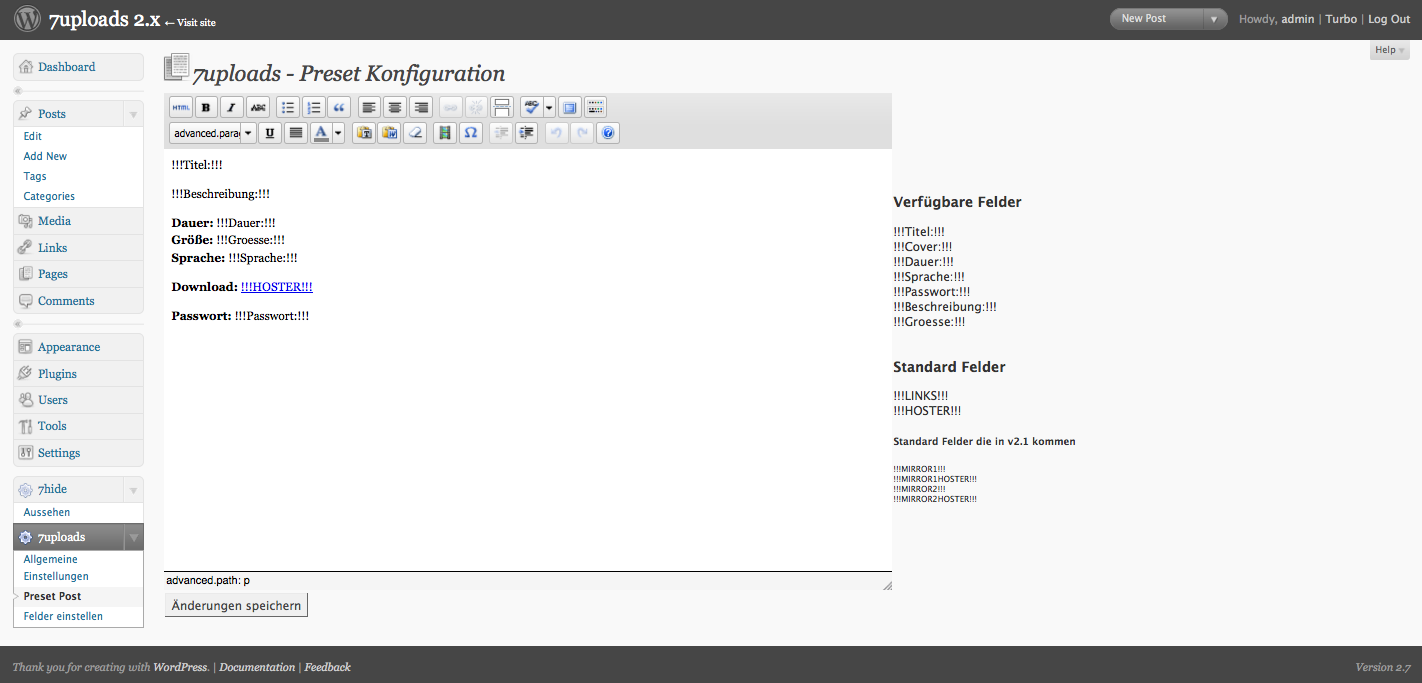 7uploads 2.x ← Visit site
New Post
Howdy, admin | Turbo | Log Out
Help
Dashboard
Posts
Edit
Add New
Tags
Categories
Media
Links
Pages
Comments
Appearance
Plugins
Users
Tools
Settings
7hide
Aussehen
7uploads
Allgemeine
Einstellungen
Preset Post
Felder einstellen
7uploads - Preset Konfiguration
HTML B I ABC
ABC
advanced.para U A
T W Ω
!!!Titel:!!!
!!!Beschreibung:!!!
Dauer: !!!Dauer:!!!
Größe: !!!Groesse:!!!
Sprache: !!!Sprache:!!!
Download: !!!HOSTER!!!
Passwort: !!!Passwort:!!!
advanced.path: p
Änderungen speichern
Verfügbare Felder
!!!Titel:!!!
!!!Cover:!!!
!!!Dauer:!!!
!!!Sprache:!!!
!!!Passwort:!!!
!!!Beschreibung:!!!
!!!Groesse:!!!
Standard Felder
!!!LINKS!!!
!!!HOSTER!!!
Standard Felder die in v2.1 kommen
!!!MIRROR1!!!
!!!MIRROR1HOSTER!!!
!!!MIRROR2!!!
!!!MIRROR2HOSTER!!!
Thank you for creating with WordPress. | Documentation | Feedback
Version 2.7